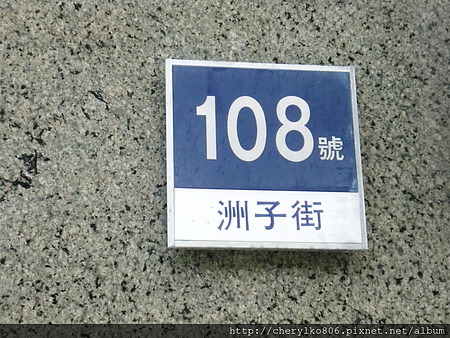 108號
洲子街
http://cherylko806.pixnet.net/album